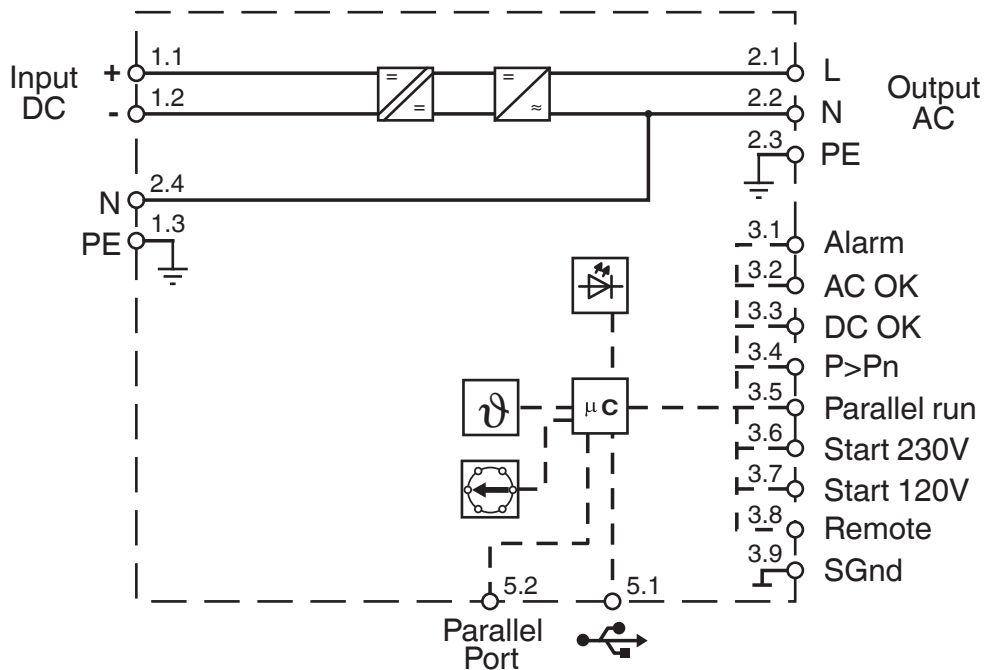 Input
DC
+ 1.1
- 1.2
= =
= ≈
2.1 L
2.2 N
2.3 PE
Output
AC
N 2.4
PE 1.3
3.1 Alarm
3.2 AC OK
3.3 DC OK
3.4 P>Pn
3.5 Parallel run
3.6 Start 230V
3.7 Start 120V
3.8 Remote
3.9 SGnd
ϑ
μC
5.2
5.1
Parallel
Port